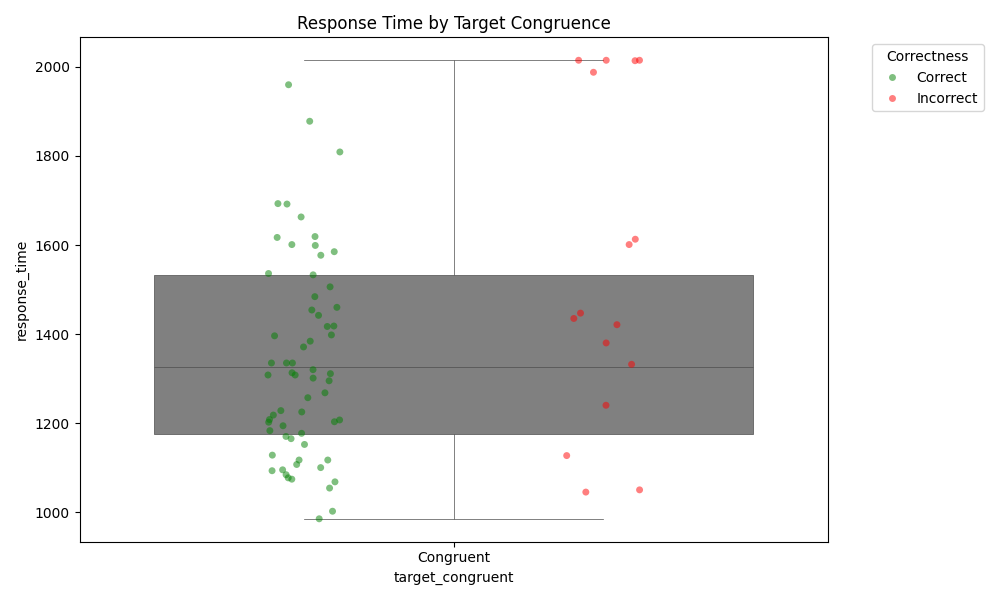 Response Time by Target Congruence
Correctness
Correct
Incorrect
response_time
2000
1800
1600
1400
1200
1000
Congruent
target_congruent